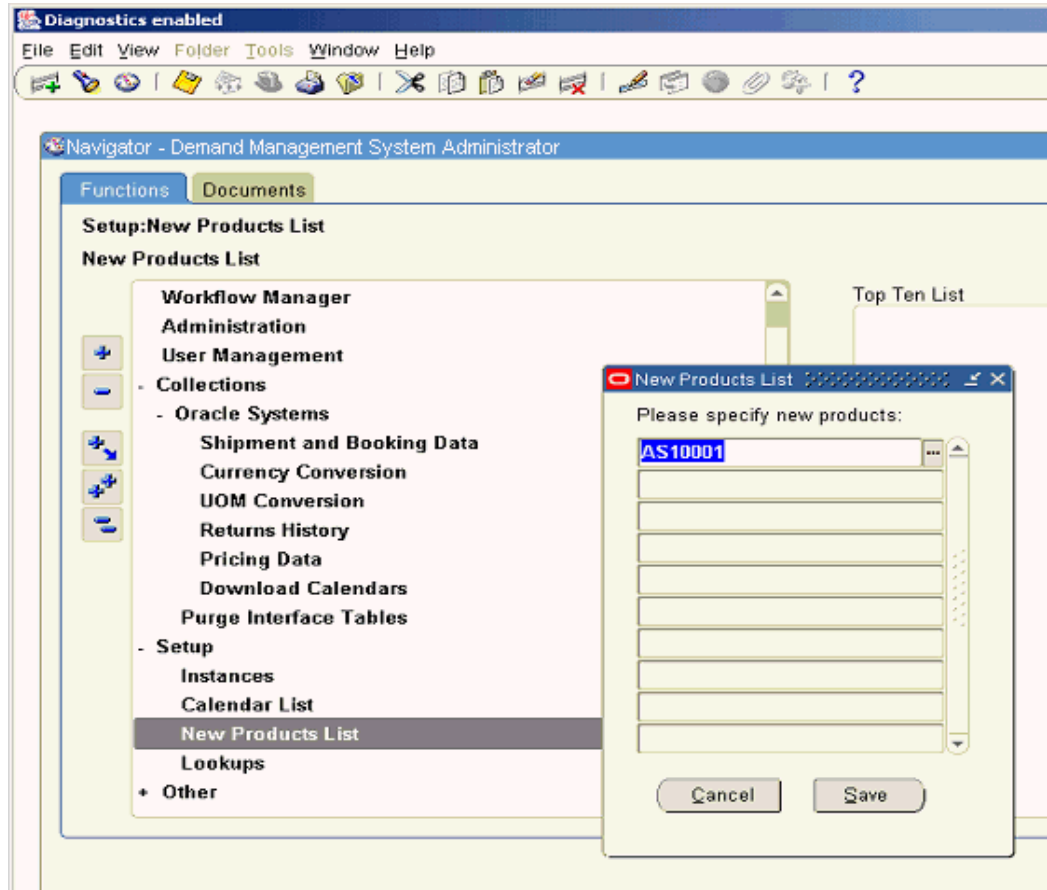 Diagnostics enabled
File Edit View Folder Tools Window Help
?
Navigator - Demand Management System Administrator
Functions Documents
Setup:New Products List
New Products List
Workflow Manager
Administration
User Management
- Collections
- Oracle Systems
Shipment and Booking Data
Currency Conversion
UOM Conversion
Returns History
Pricing Data
Download Calendars
Purge Interface Tables
- Setup
Instances
Calendar List
New Products List
Lookups
+ Other
Top Ten List
New Products List
Please specify new products:
AS10001
Cancel Save